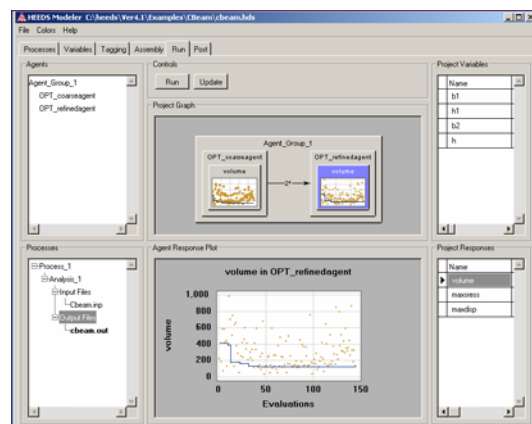 HEEDS Modeler C:\heeds\Ver4.1\Examples\CBeam\cbeam.hds
File Colors Help
Processes Variables Tagging Assembly Run Post
Agents
Agent_Group_1
OPT_coarseagent
OPT_refinedagent
Controls
Run Update
Project Graph
Agent_Group_1
OPT_coarseagent OPT_refinedagent
volume volume
2*
Project Variables
Name
b1
h1
b2
h
Processes
Process_1
Analysis_1
Input Files
Cbeam.inp
Output Files
cbeam.out
Agent Response Plot
volume in OPT_refinedagent
volume
1,000
800
600
400
200
0
0 50 100 150
Evaluations
Project Responses
Name
volume
maxstress
maxdisp